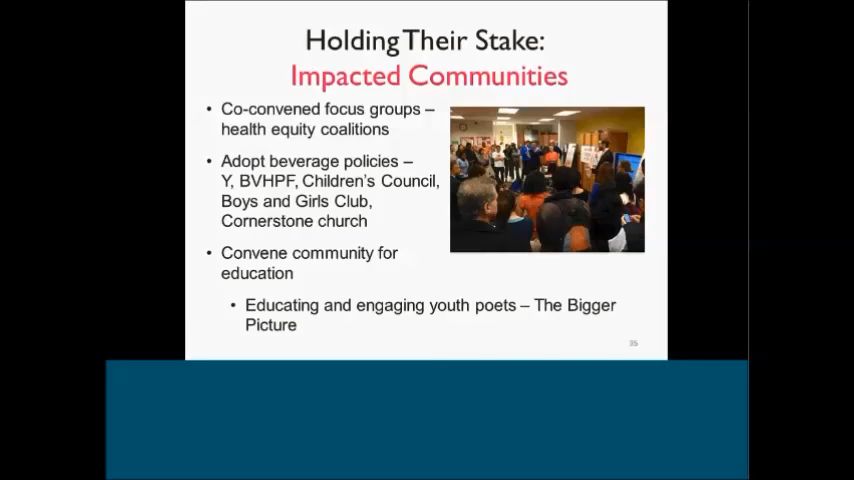 Holding Their Stake:
Impacted Communities
• Co-convened focus groups –
health equity coalitions
• Adopt beverage policies –
Y, BVHPF, Children's Council,
Boys and Girls Club,
Cornerstone church
• Convene community for
education
• Educating and engaging youth poets – The Bigger
Picture
35